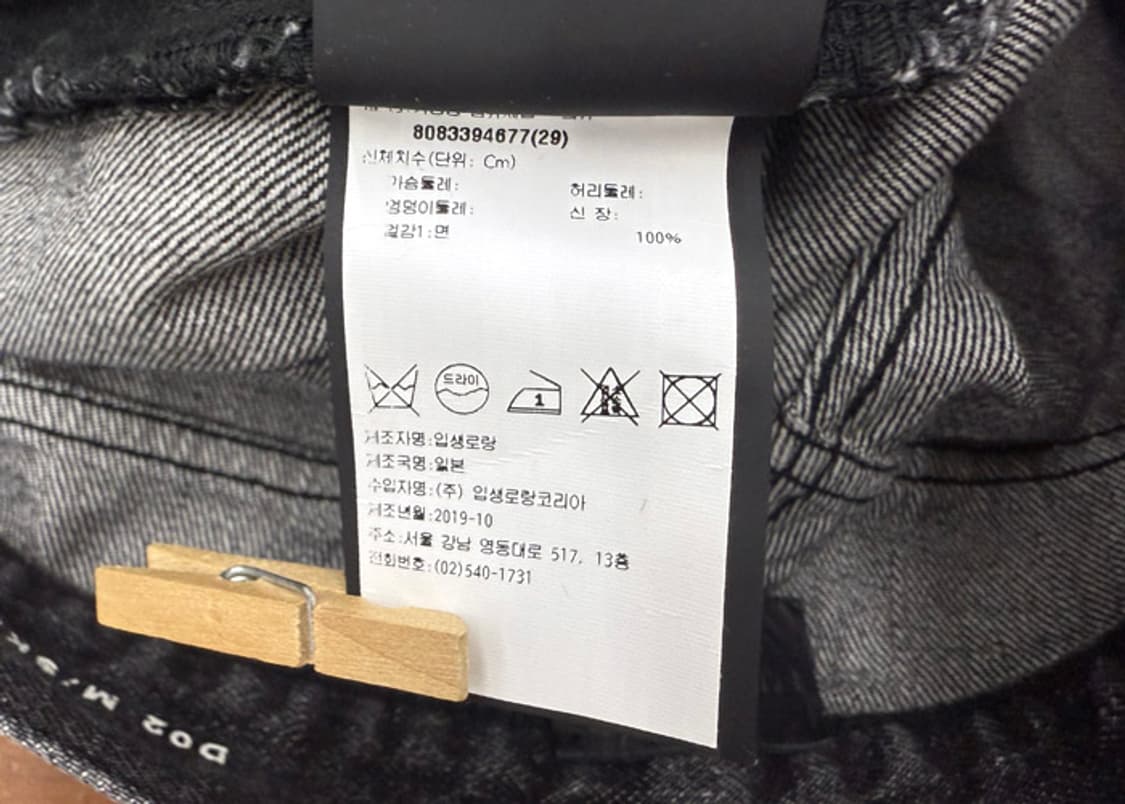 8083394677(29)
신체치수(단위: Cm)
가슴둘레: 허리둘레:
엉덩이둘레: 신 장:
겉감1:면 100%
드라이
1
제조자명:입생로랑
제조국명:일본
수입자명:(주) 입생로랑코리아
제조년월:2019-10
주소:서울 강남 영동대로 517, 13층
전화번호:(02)540-1731
D02 M/SK